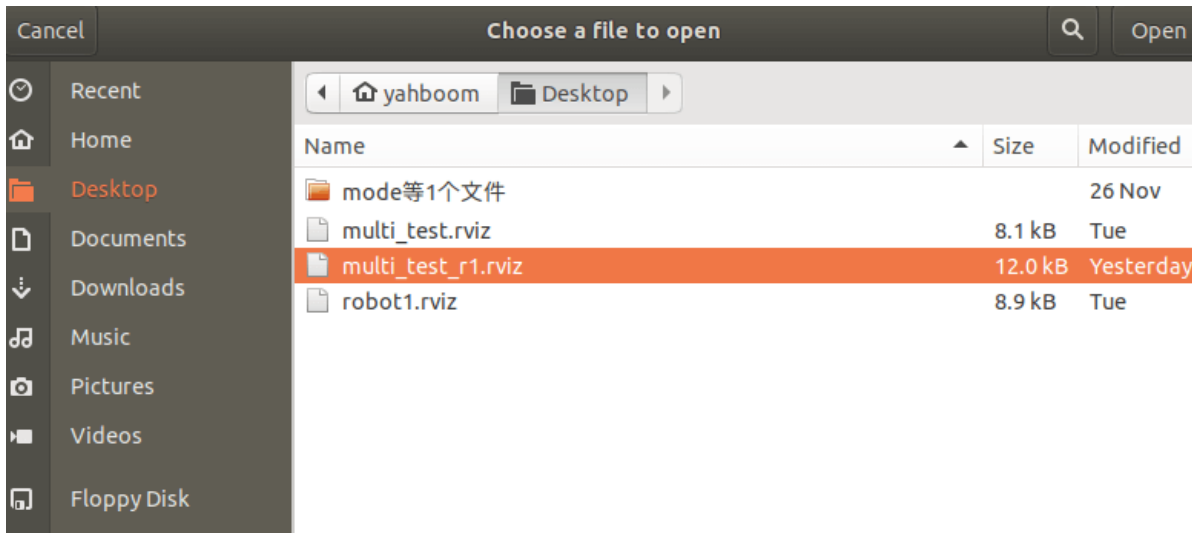 Cancel Choose a file to open Open
Recent
Home
Desktop
Documents
Downloads
Music
Pictures
Videos
Floppy Disk
yahboom Desktop
Name Size Modified
mode等1个文件 26 Nov
multi_test.rviz 8.1 kB Tue
multi_test_r1.rviz 12.0 kB Yesterday
robot1.rviz 8.9 kB Tue